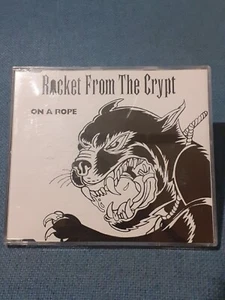 Rocket From The Crypt
ON A ROPE